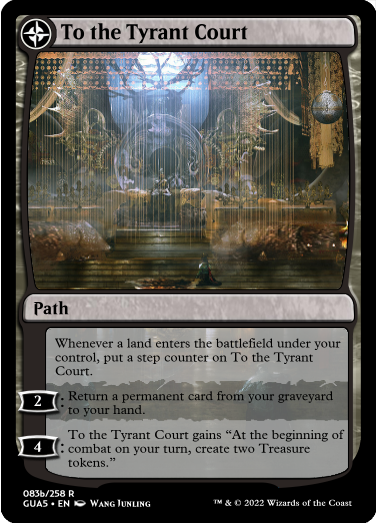 To the Tyrant Court
Path
Whenever a land enters the battlefield under your
control, put a step counter on To the Tyrant
Court.
2 : Return a permanent card from your graveyard
to your hand.
4 : To the Tyrant Court gains “At the beginning of
combat on your turn, create two Treasure
tokens.”
083b/258 R
GUA5 • EN Wang Junling
™ & © 2022 Wizards of the Coast